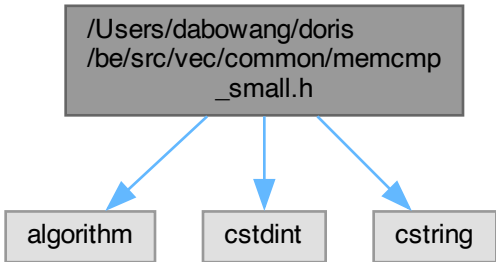 /Users/dabowang/doris
/be/src/vec/common/memcmp
_small.h
algorithm
cstdint
cstring